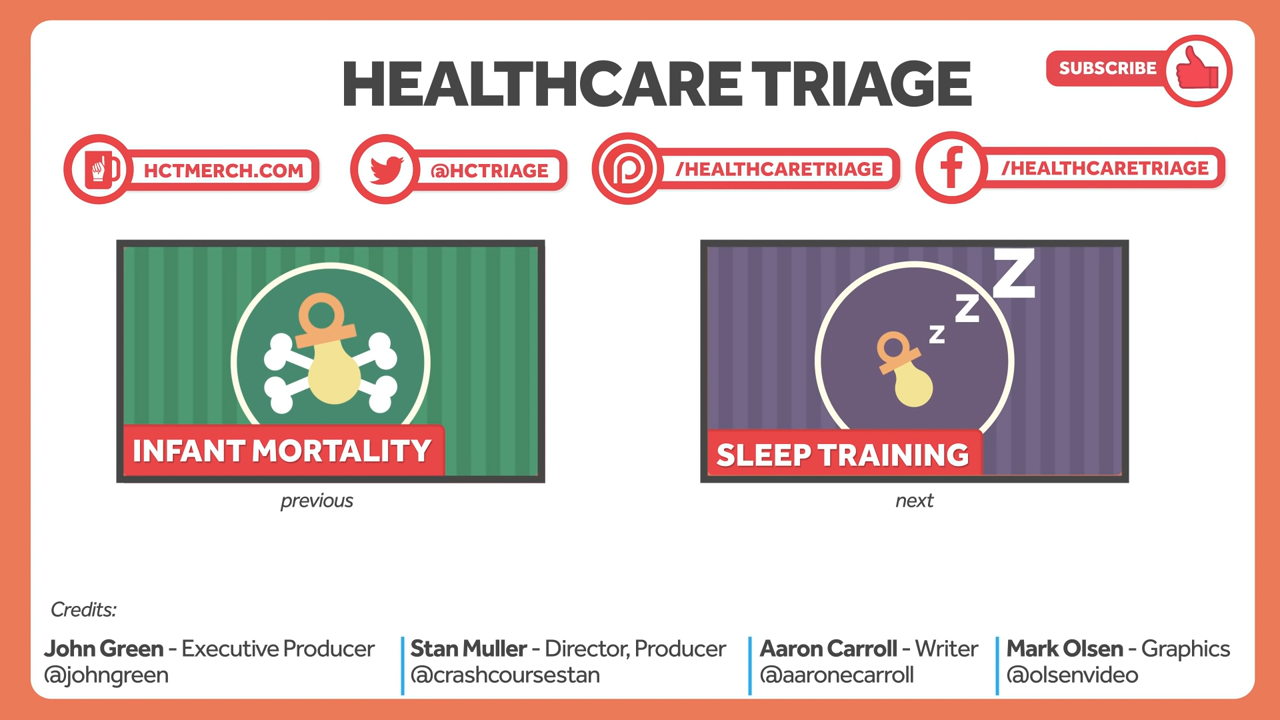 HEALTHCARE TRIAGE
SUBSCRIBE
HCTMERCH.COM
@HCTRIAGE
/HEALTHCARETRIAGE
/HEALTHCARETRIAGE
Z
Z
Z
INFANT MORTALITY
SLEEP TRAINING
previous
next
Credits:
John Green - Executive Producer
@johngreen
Stan Muller - Director, Producer
@crashcoursestan
Aaron Carroll - Writer
@aaronecarroll
Mark Olsen - Graphics
@olsenvideo